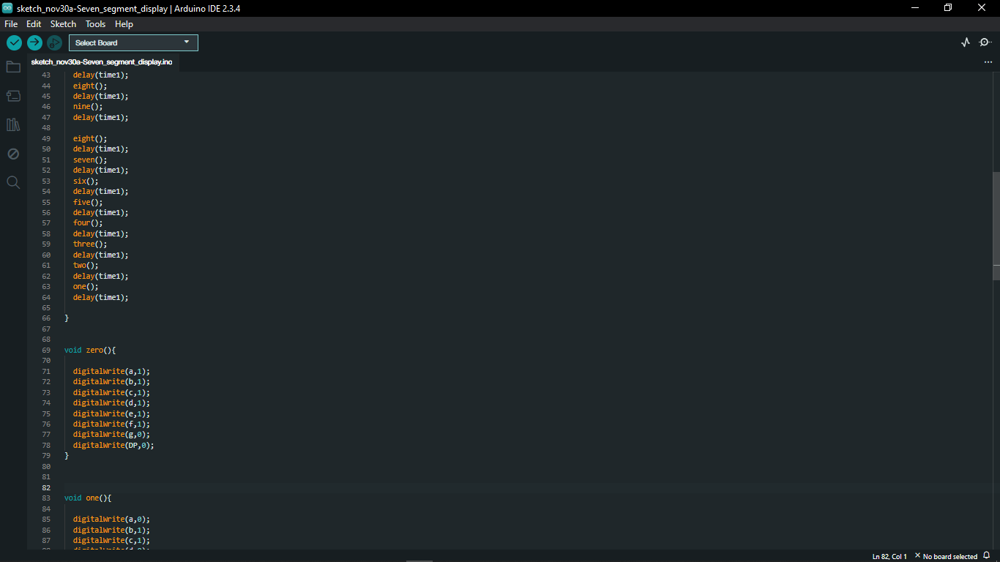 sketch_nov30a-Seven_segment_display | Arduino IDE 2.3.4
File Edit Sketch Tools Help
Select Board
sketch_nov30a-Seven_segment_display.ino
43 delay(time1);
44 eight();
45 delay(time1);
46 nine();
47 delay(time1);
48
49 eight();
50 delay(time1);
51 seven();
52 delay(time1);
53 six();
54 delay(time1);
55 five();
56 delay(time1);
57 four();
58 delay(time1);
59 three();
60 delay(time1);
61 two();
62 delay(time1);
63 one();
64 delay(time1);
65
66 }
67
68
69 void zero(){
70
71 digitalWrite(a,1);
72 digitalWrite(b,1);
73 digitalWrite(c,1);
74 digitalWrite(d,1);
75 digitalWrite(e,1);
76 digitalWrite(f,1);
77 digitalWrite(g,0);
78 digitalWrite(DP,0);
79 }
80
81
82
83 void one(){
84
85 digitalWrite(a,0);
86 digitalWrite(b,1);
87 digitalWrite(c,1);
Ln 82, Col 1 × No board selected